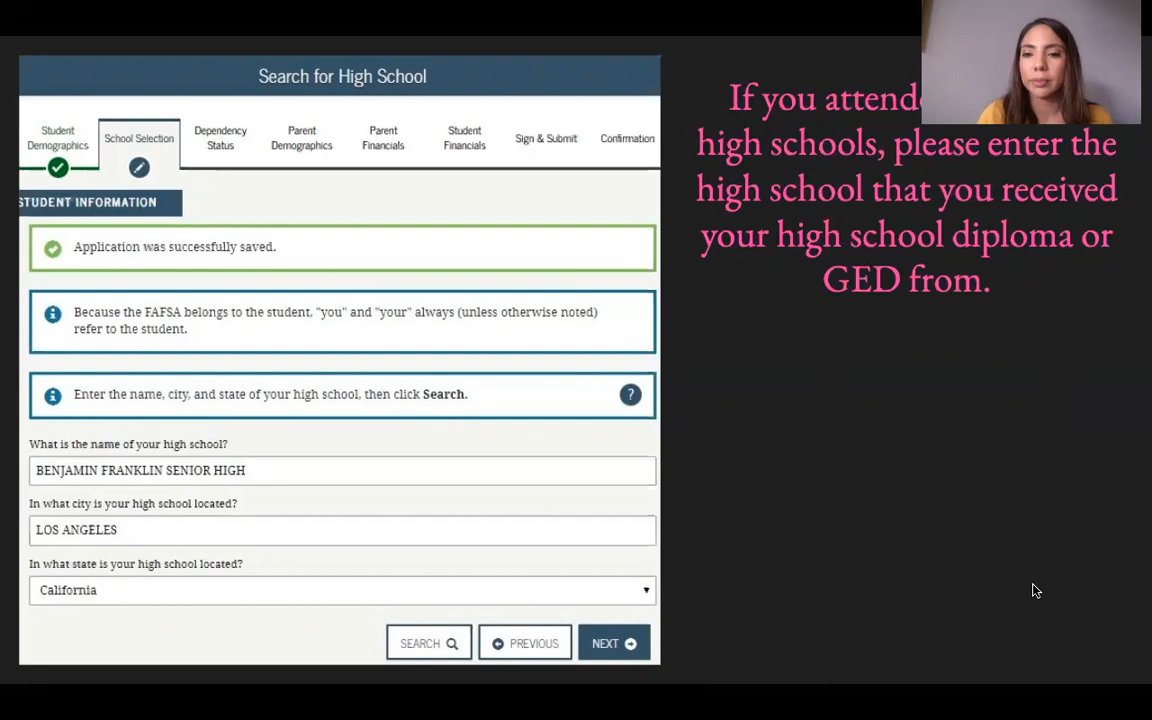 Search for High School
Student
Demographics
School Selection
Dependency
Status
Parent
Demographics
Parent
Financials
Student
Financials
Sign & Submit
Confirmation
STUDENT INFORMATION
Application was successfully saved.
Because the FAFSA belongs to the student, "you" and "your" always (unless otherwise noted)
refer to the student.
Enter the name, city, and state of your high school, then click Search.
?
What is the name of your high school?
BENJAMIN FRANKLIN SENIOR HIGH
In what city is your high school located?
LOS ANGELES
In what state is your high school located?
California
SEARCH
PREVIOUS
NEXT
If you
high schools, please enter the
high school that you received
your high school diploma or
GED from.